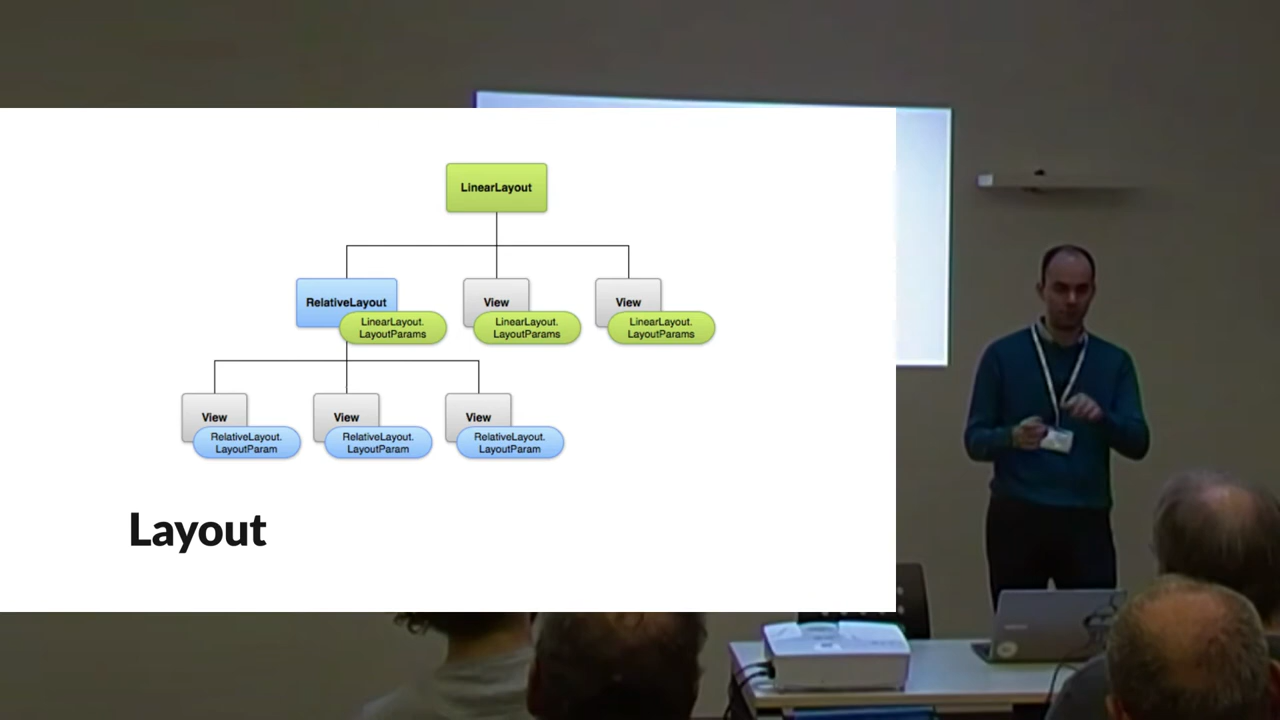 LinearLayout
RelativeLayout
LinearLayout.
LayoutParams
View
LinearLayout.
LayoutParams
View
LinearLayout.
LayoutParams
View
RelativeLayout.
LayoutParam
View
RelativeLayout.
LayoutParam
View
RelativeLayout.
LayoutParam
Layout